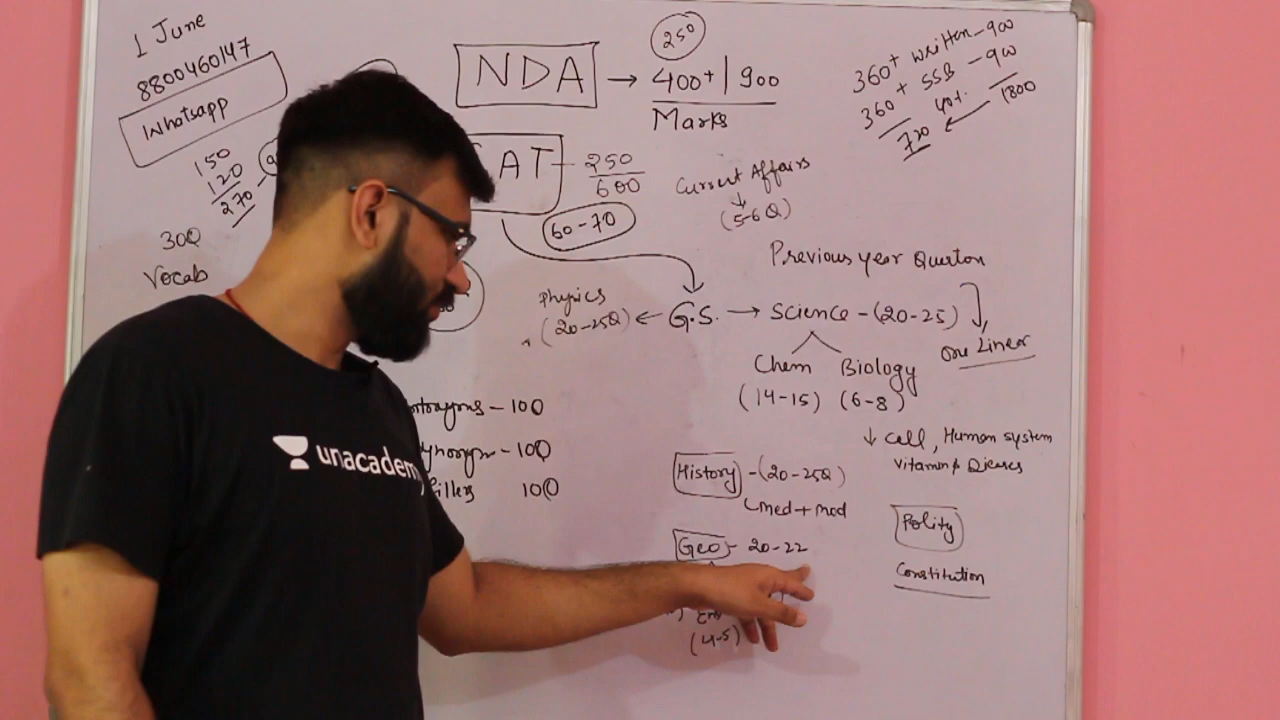 1 June
8800460147
Whatsapp
150
120
270
30Q
Vocab
NDA → 400+ | 900
Marks
250
360+ written - 900
360+ SSB - 900
720
40%
1800
AT - 250
600
60-70
Current Affairs
↓
(5-6Q)
Previous year Question
Physics
(20-25Q) ← G.S. → Science - (20-25)
One Linear
Chem Biology
(14-15) (6-8)
↓ Cell, Human system
Vitamin &
History - (20-25Q)
Med + Mod
Polity
Constitution
Geo - 20-22
(4-5)
- 100
- 100
fillers 100
unacademy